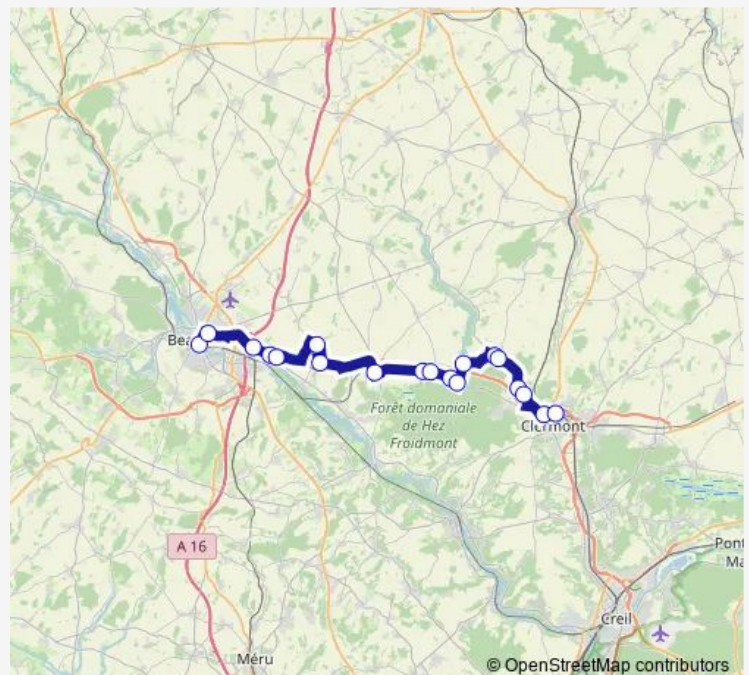 Bea
Forêt domaniale
de Hez
Froidmont
Clermont
A 16
Pont
Ma
Creil
Méru
© OpenStreetMap contributors